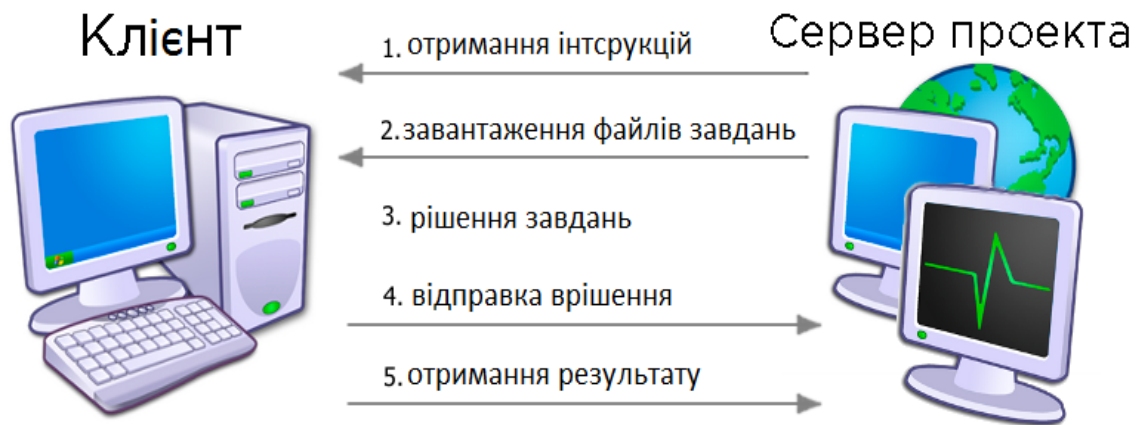 Клієнт
Сервер проекта
1. отримання інтсрукцій
2. завантаження файлів завдань
3. рішення завдань
4. відправка врішення
5. отримання результату